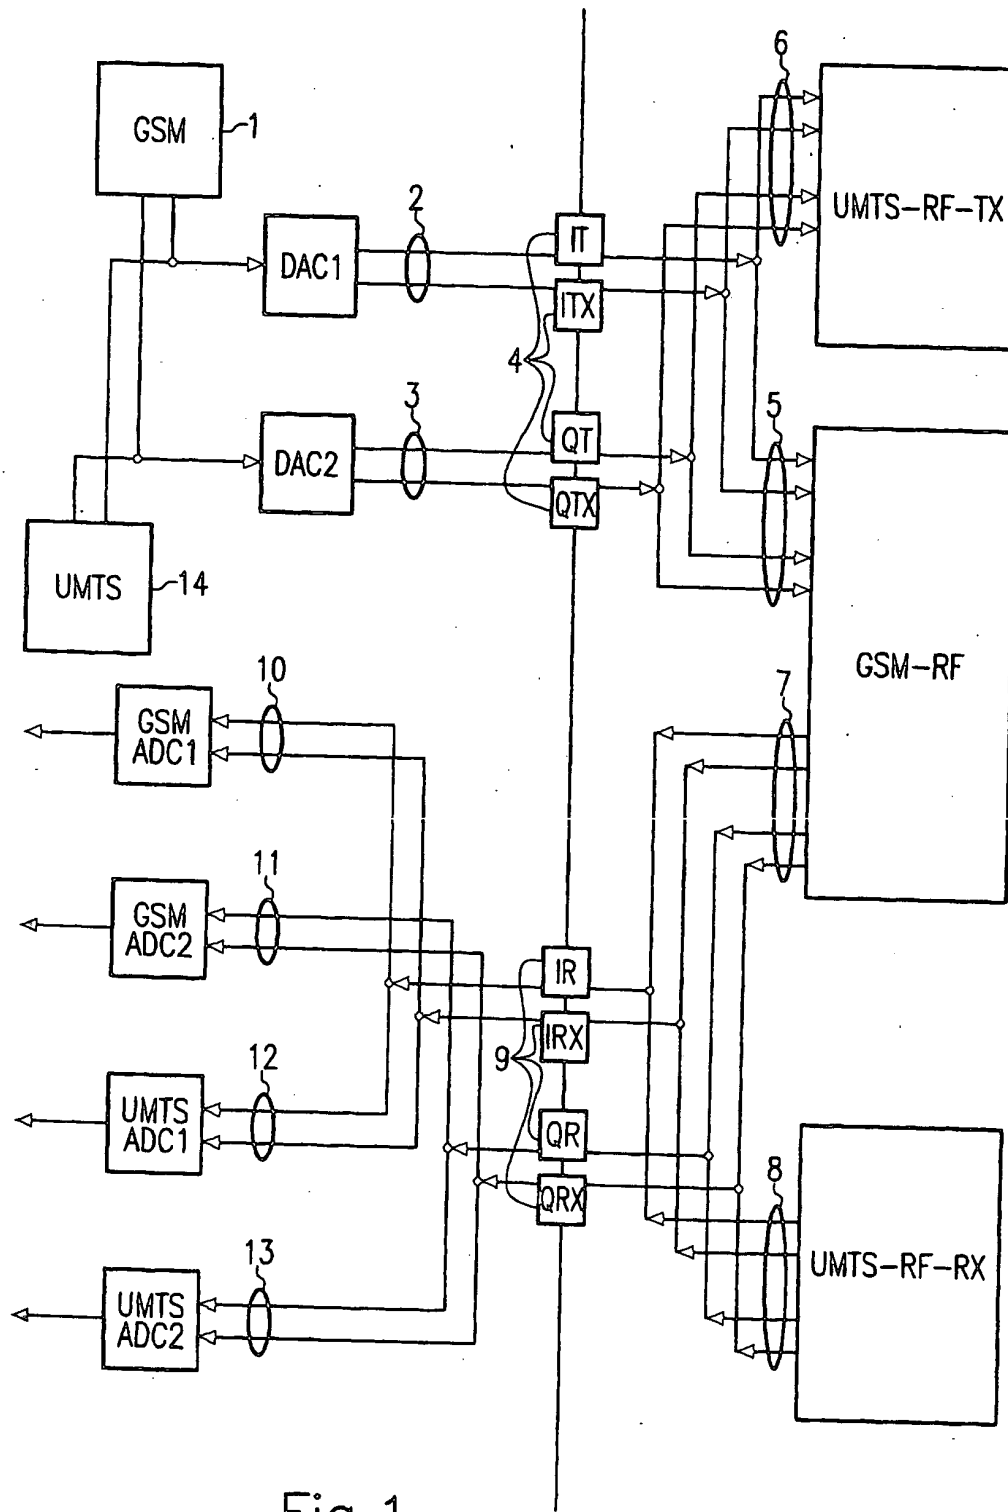 6
GSM
1
UMTS-RF-TX
2
IT
DAC1
ITX
4
3
5
QT
DAC2
QTX
UMTS
14
GSM-RF
10
7
GSM
ADC1
11
GSM
ADC2
IR
IRX
9
12
UMTS
ADC1
QR
8
QRX
13
UMTS-RF-RX
UMTS
ADC2
Fig. 1